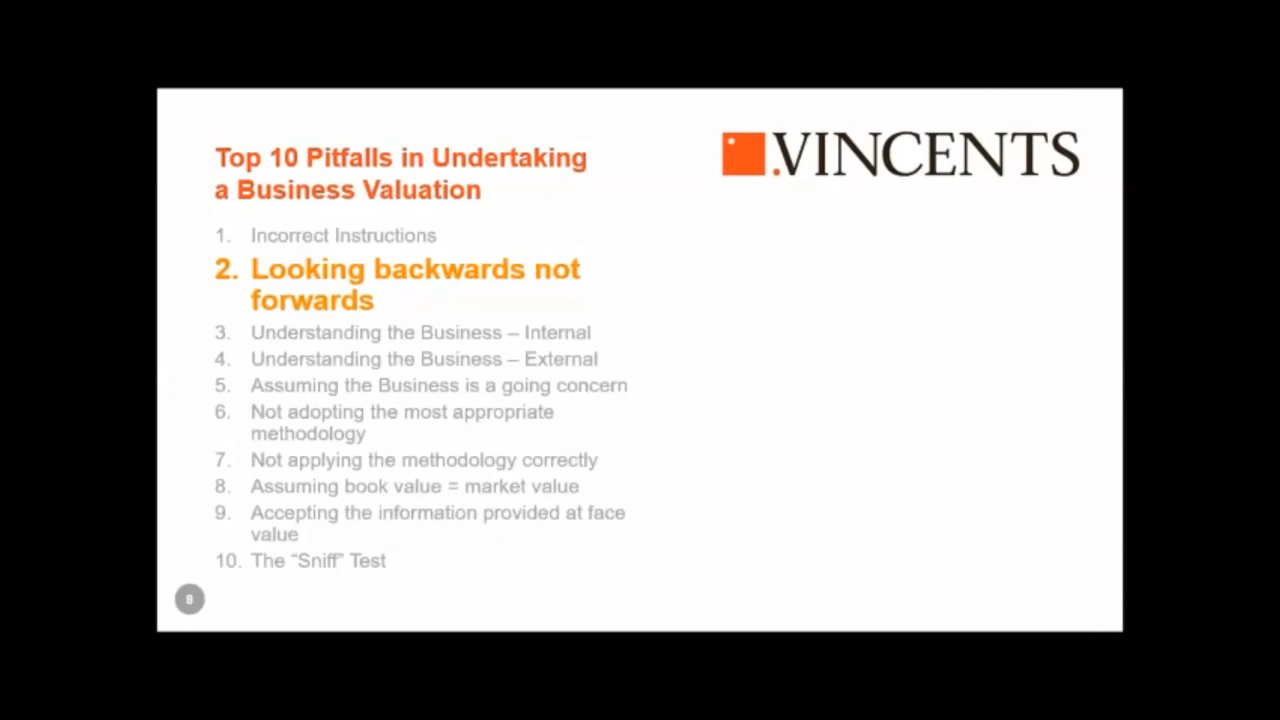 Top 10 Pitfalls in Undertaking
a Business Valuation
.VINCENTS
1. Incorrect Instructions
2. Looking backwards not
forwards
3. Understanding the Business – Internal
4. Understanding the Business – External
5. Assuming the Business is a going concern
6. Not adopting the most appropriate
methodology
7. Not applying the methodology correctly
8. Assuming book value = market value
9. Accepting the information provided at face
value
10. The “Sniff” Test
8